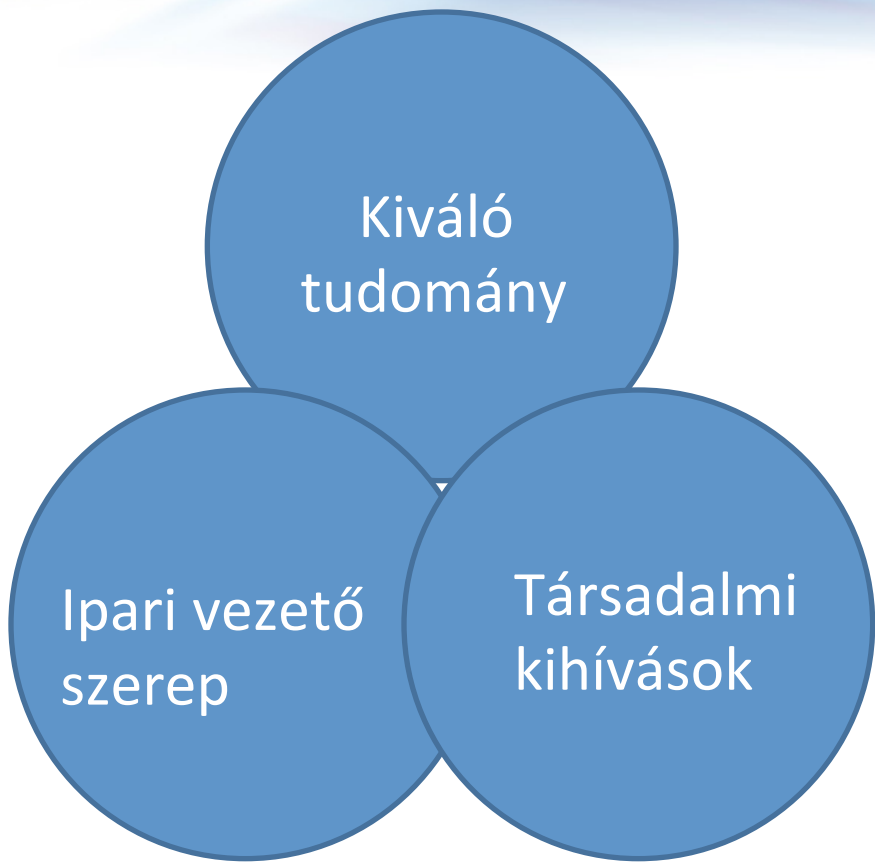 Kiváló
tudomány
Ipari vezető
szerep
Társadalmi
kihívások